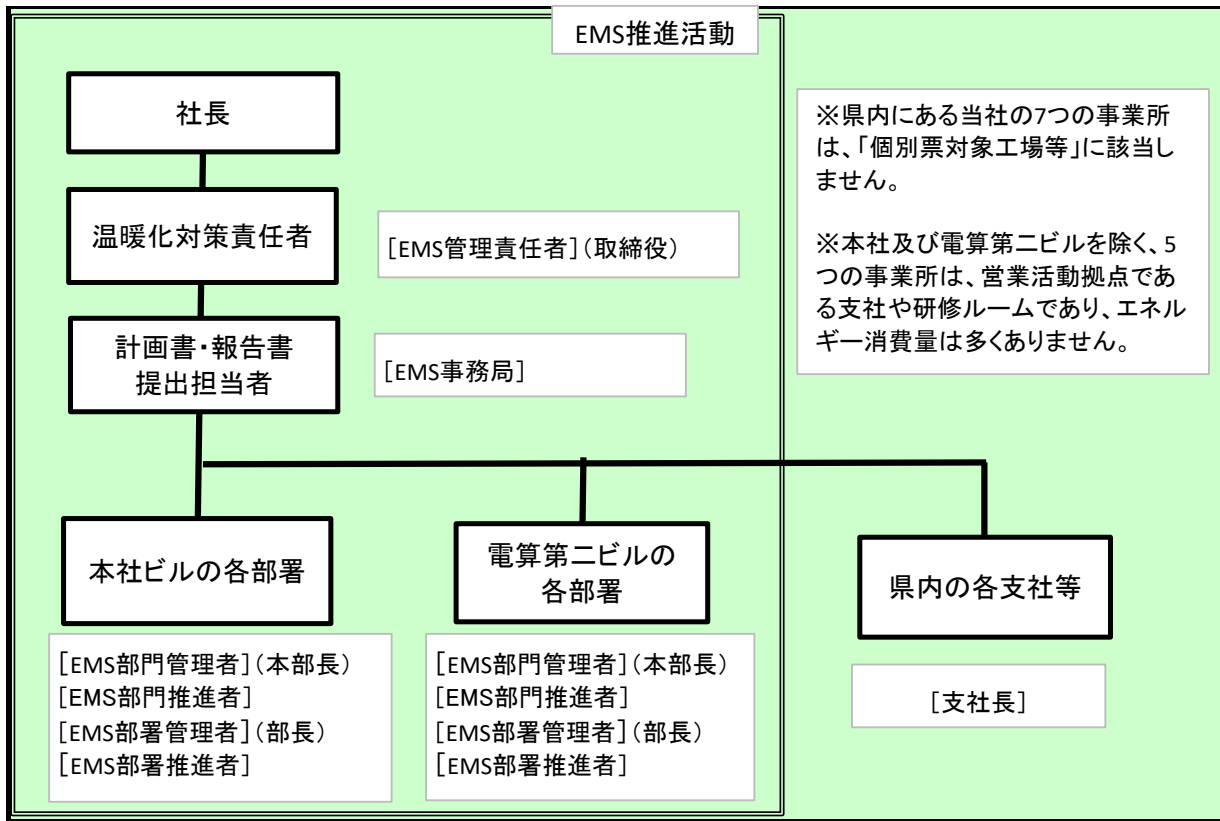 EMS推進活動
社長
温暖化対策責任者
[EMS管理責任者](取締役)
計画書・報告書
提出担当者
[EMS事務局]
※県内にある当社の7つの事業所
は、「個別票対象工場等」に該当し
ません。
※本社及び電算第二ビルを除く、5
つの事業所は、営業活動拠点であ
る支社や研修ルームであり、エネル
ギー消費量は多くありません。
本社ビルの各部署
[EMS部門管理者](本部長)
[EMS部門推進者]
[EMS部署管理者](部長)
[EMS部署推進者]
電算第二ビルの
各部署
[EMS部門管理者](本部長)
[EMS部門推進者]
[EMS部署管理者](部長)
[EMS部署推進者]
県内の各支社等
[支社長]